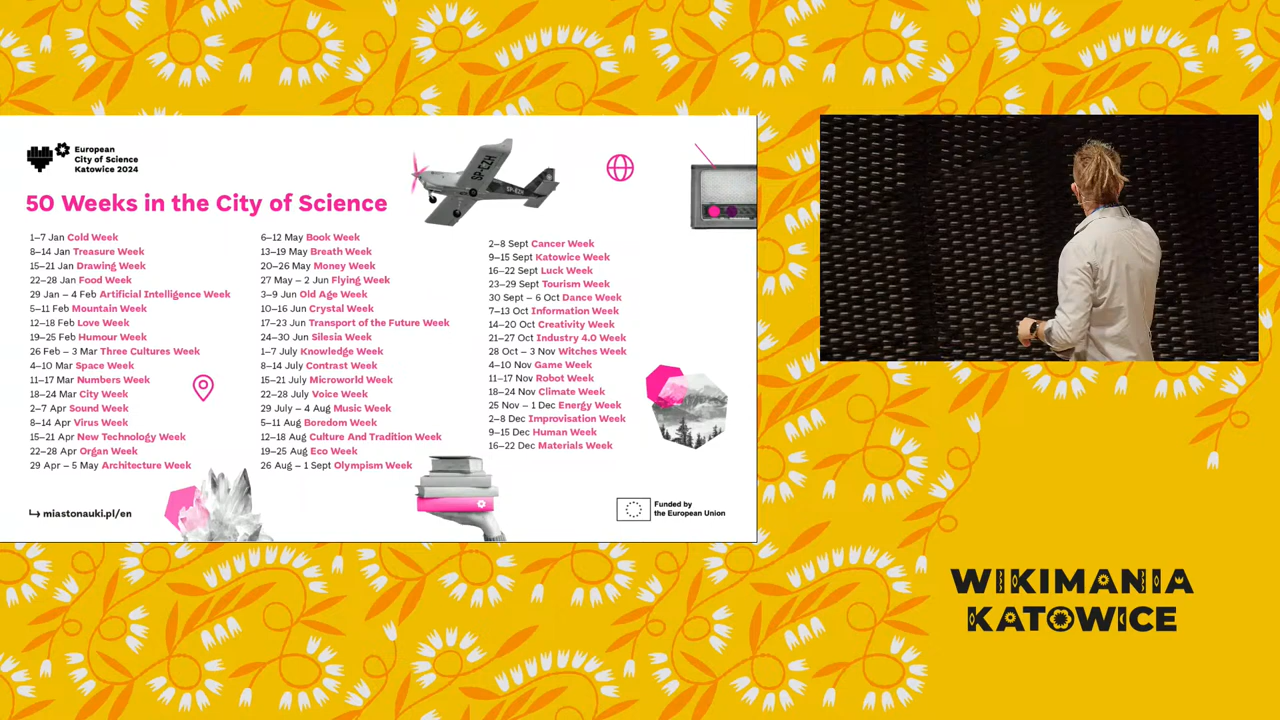 European
City of Science
Katowice 2024
50 Weeks in the City of Science
1–7 Jan Cold Week
8–14 Jan Treasure Week
15–21 Jan Drawing Week
22–28 Jan Food Week
29 Jan – 4 Feb Artificial Intelligence Week
5–11 Feb Mountain Week
12–18 Feb Love Week
19–25 Feb Humour Week
26 Feb – 3 Mar Three Cultures Week
4–10 Mar Space Week
11–17 Mar Numbers Week
18–24 Mar City Week
2–7 Apr Sound Week
8–14 Apr Virus Week
15–21 Apr New Technology Week
22–28 Apr Organ Week
29 Apr – 5 May Architecture Week
6–12 May Book Week
13–19 May Breath Week
20–26 May Money Week
27 May – 2 Jun Flying Week
3–9 Jun Old Age Week
10–16 Jun Crystal Week
17–23 Jun Transport of the Future Week
24–30 Jun Silesia Week
1–7 July Knowledge Week
8–14 July Contrast Week
15–21 July Microworld Week
22–28 July Voice Week
29 July – 4 Aug Music Week
5–11 Aug Boredom Week
12–18 Aug Culture And Tradition Week
19–25 Aug Eco Week
26 Aug – 1 Sept Olympism Week
2–8 Sept Cancer Week
9–15 Sept Katowice Week
16–22 Sept Luck Week
23–29 Sept Tourism Week
30 Sept – 6 Oct Dance Week
7–13 Oct Information Week
14–20 Oct Creativity Week
21–27 Oct Industry 4.0 Week
28 Oct – 3 Nov Witches Week
4–10 Nov Game Week
11–17 Nov Robot Week
18–24 Nov Climate Week
25 Nov – 1 Dec Energy Week
2–8 Dec Improvisation Week
9–15 Dec Human Week
16–22 Dec Materials Week
SP-CZH
SP-CZH
miastonauki.pl/en
Funded by
the European Union
WIKIMANIA
KATOWICE